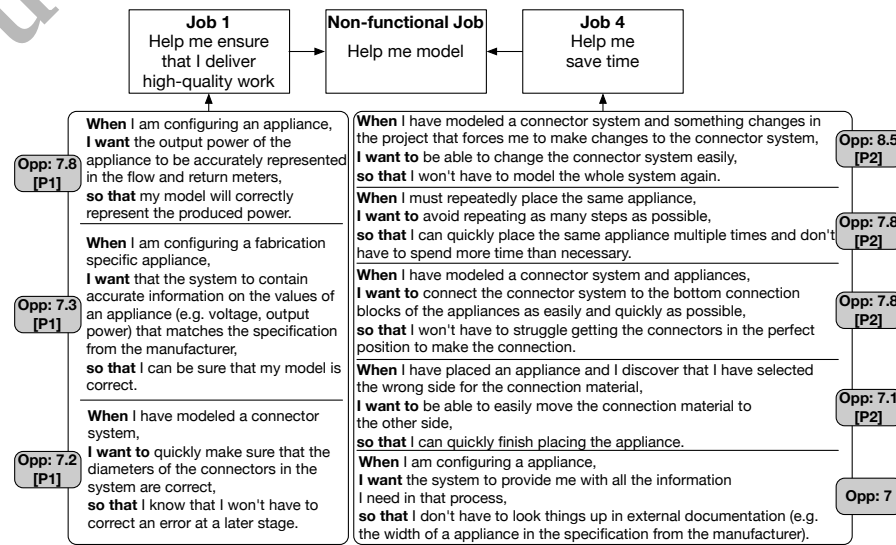 Job 1
Help me ensure
that I deliver
high-quality work
Non-functional Job
Help me model
Job 4
Help me
save time
Opp: 7.8
[P1]
When I am configuring an appliance,
I want the output power of the
appliance to be accurately represented
in the flow and return meters,
so that my model will correctly
represent the produced power.
Opp: 7.3
[P1]
When I am configuring a fabrication
specific appliance,
I want that the system to contain
accurate information on the values of
an appliance (e.g. voltage, output
power) that matches the specification
from the manufacturer,
so that I can be sure that my model is
correct.
Opp: 7.2
[P1]
When I have modeled a connector
system,
I want to quickly make sure that the
diameters of the connectors in the
system are correct,
so that I know that I won't have to
correct an error at a later stage.
When I have modeled a connector system and something changes in
the project that forces me to make changes to the connector system,
I want to be able to change the connector system easily,
so that I won't have to model the whole system again.
Opp: 8.5
[P2]
When I must repeatedly place the same appliance,
I want to avoid repeating as many steps as possible,
so that I can quickly place the same appliance multiple times and don't
have to spend more time than necessary.
Opp: 7.8
[P2]
When I have modeled a connector system and appliances,
I want to connect the connector system to the bottom connection
blocks of the appliances as easily and quickly as possible,
so that I won't have to struggle getting the connectors in the perfect
position to make the connection.
Opp: 7.8
[P2]
When I have placed an appliance and I discover that I have selected
the wrong side for the connection material,
I want to be able to easily move the connection material to
the other side,
so that I can quickly finish placing the appliance.
Opp: 7.1
[P2]
When I am configuring a appliance,
I want the system to provide me with all the information
I need in that process,
so that I don't have to look things up in external documentation (e.g.
the width of a appliance in the specification from the manufacturer).
Opp: 7